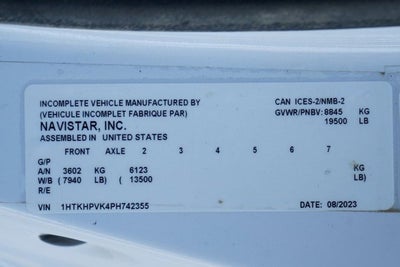 INCOMPLETE VEHICLE MANUFACTURED BY
(VEHICULE INCOMPLET FABRIQUE PAR)
NAVISTAR, INC.
ASSEMBLED IN UNITED STATES
CAN ICES-2/NMB-2
GVWR/PNBV: 8845 KG
19500 LB
FRONT AXLE 2 3 4 5 6 7
G/P
A/N 3602 KG 6123 KG
W/B ( 7940 LB) ( 13500 LB)
R/E
VIN 1HTKHPVK4PH742355 DATE: 08/2023